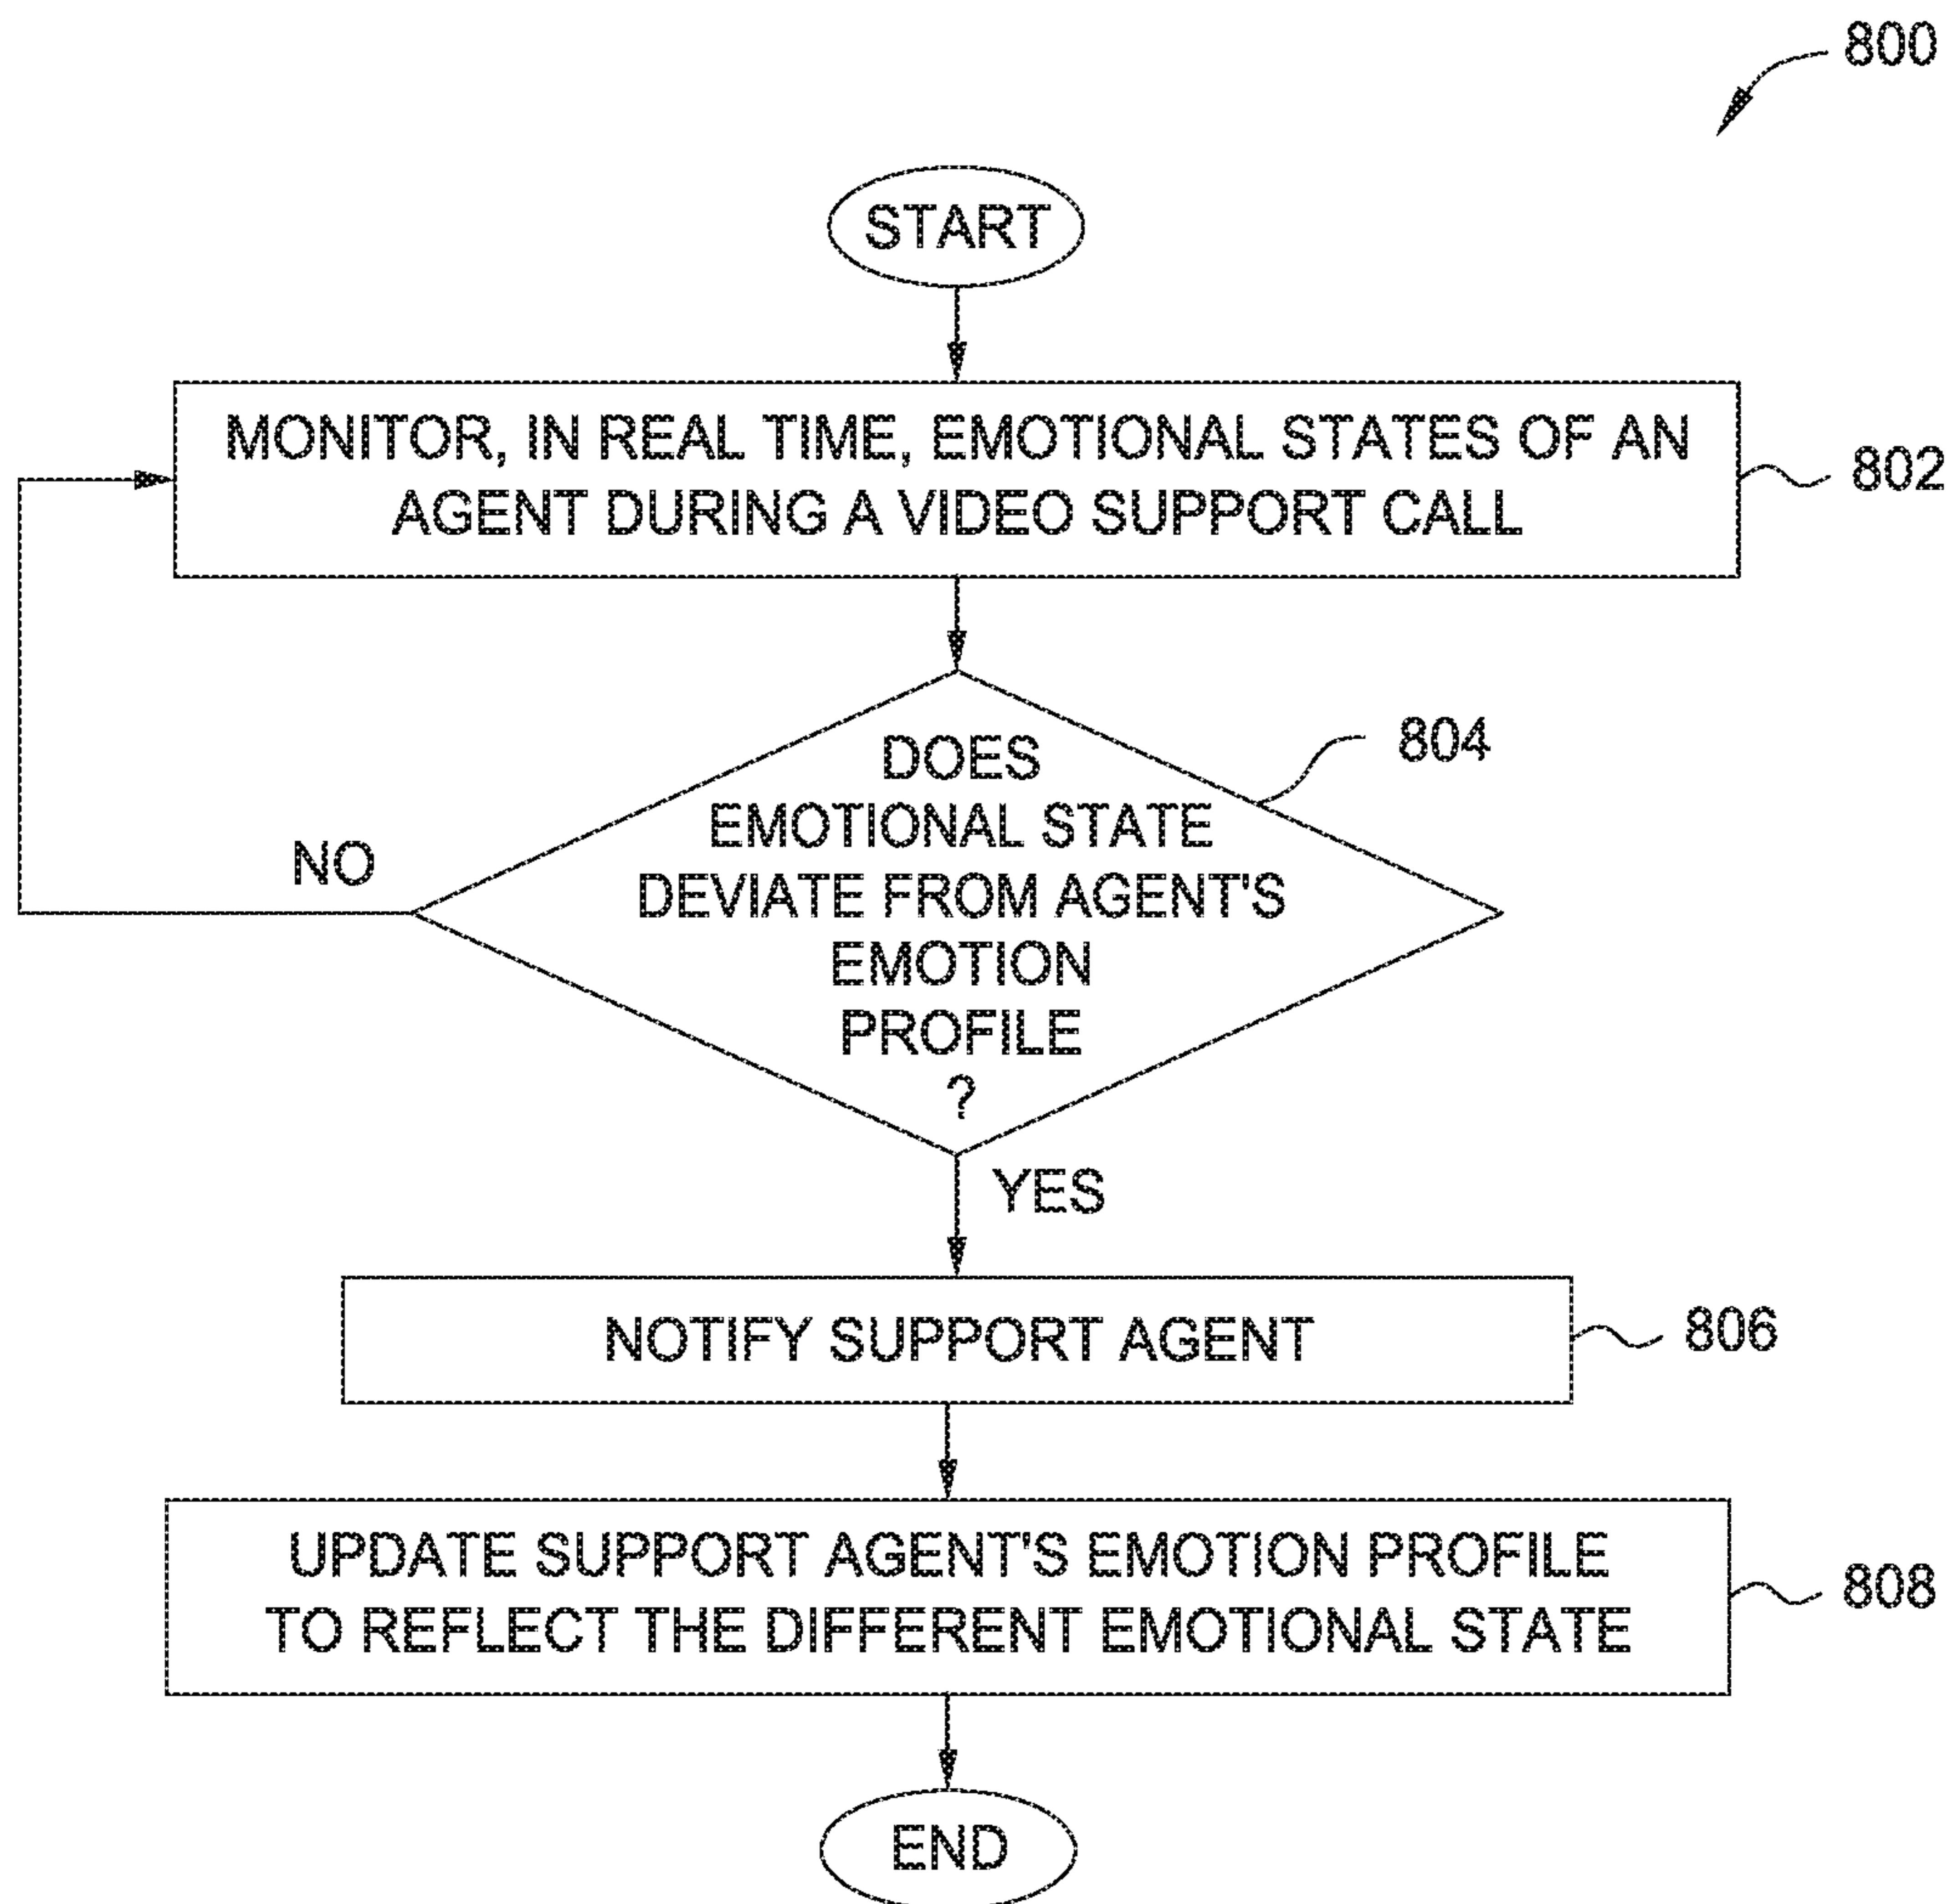 800
START
MONITOR, IN REAL TIME, EMOTIONAL STATES OF AN
AGENT DURING A VIDEO SUPPORT CALL
802
DOES
EMOTIONAL STATE
DEVIATE FROM AGENT'S
EMOTION
PROFILE
?
804
NO
YES
NOTIFY SUPPORT AGENT
806
UPDATE SUPPORT AGENT'S EMOTION PROFILE
TO REFLECT THE DIFFERENT EMOTIONAL STATE
808
END